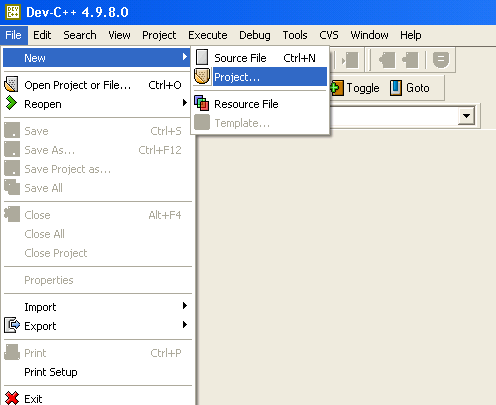 Dev-C++ 4.9.8.0
File Edit Search View Project Execute Debug Tools CVS Window Help
New
Source File Ctrl+N
Project...
Resource File
Template...
Toggle Goto
Open Project or File... Ctrl+O
Reopen
Save Ctrl+S
Save As... Ctrl+F12
Save Project as...
Save All
Close Alt+F4
Close All
Close Project
Properties
Import
Export
Print Ctrl+P
Print Setup
Exit